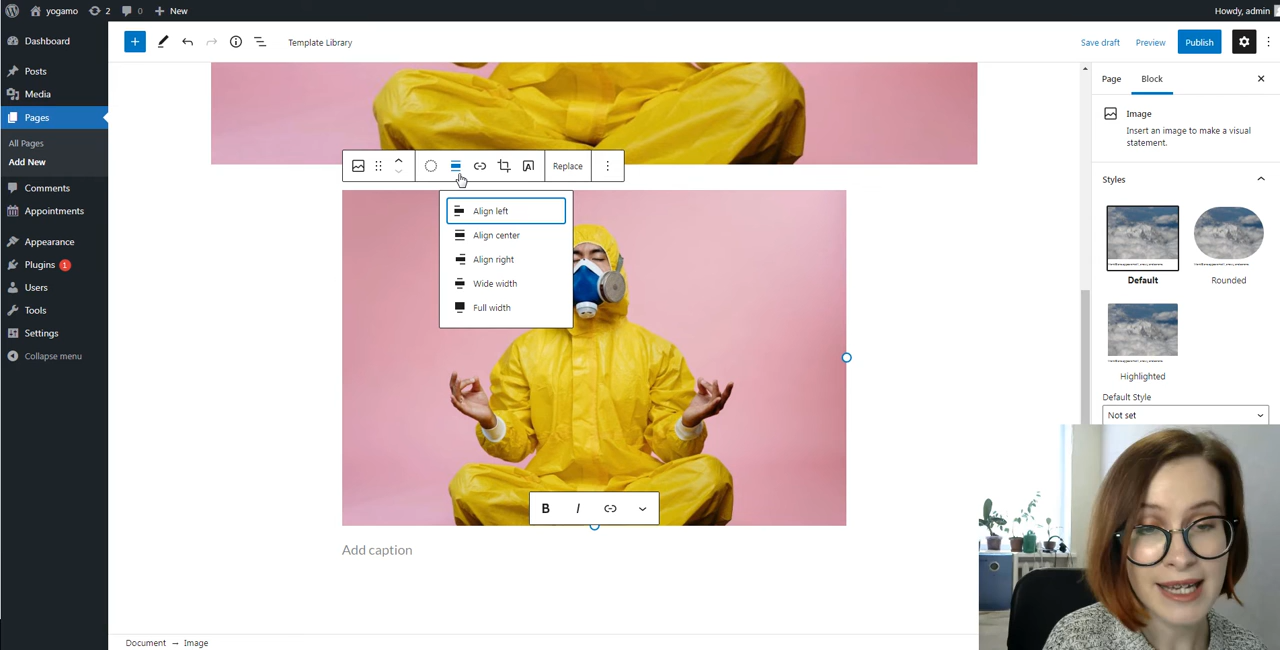 yogamo 2 0 New Howdy, admin
Dashboard
Posts
Media
Pages
All Pages
Add New
Comments
Appointments
Appearance
Plugins 1
Users
Tools
Settings
Collapse menu
Template Library
Save draft Preview Publish
Replace
Align left
Align center
Align right
Wide width
Full width
B I
Add caption
Document → Image
Page Block
Image
Insert an image to make a visual
statement.
Styles
Default Rounded
Highlighted
Default Style
Not set